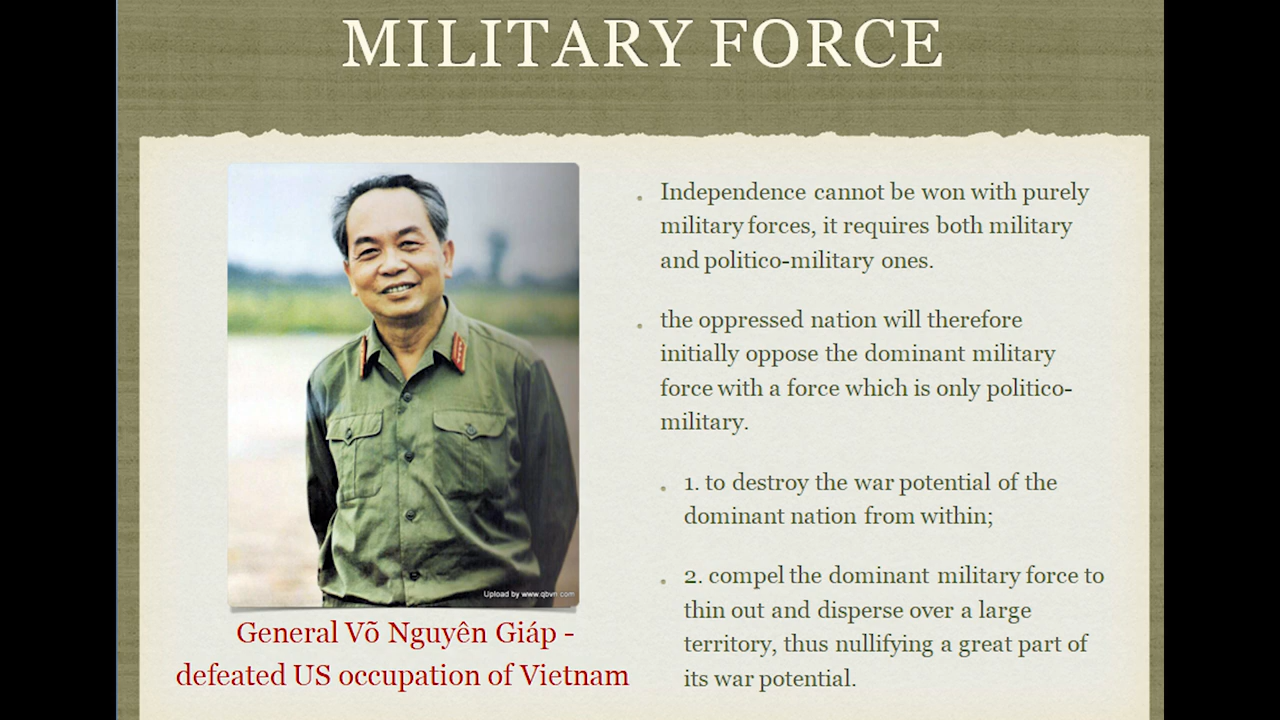 MILITARY FORCE
Upload by www.qbvn.com
General Võ Nguyên Giáp -
defeated US occupation of Vietnam
Independence cannot be won with purely
military forces, it requires both military
and politico-military ones.
the oppressed nation will therefore
initially oppose the dominant military
force with a force which is only politico-
military.
1. to destroy the war potential of the
dominant nation from within;
2. compel the dominant military force to
thin out and disperse over a large
territory, thus nullifying a great part of
its war potential.